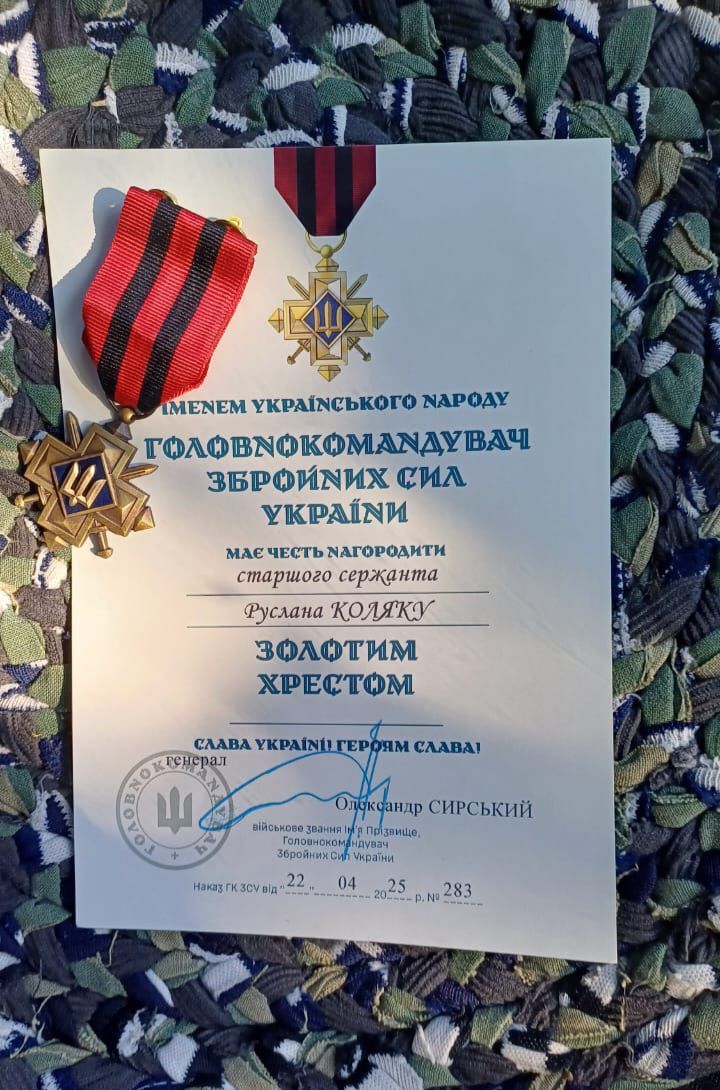 ІМЕНЕМ УКРАЇНСЬКОГО НАРОДУ
ГОЛОВНОКОМАНДУВАЧ
ЗБРОЙНИХ СИЛ
УКРАЇНИ
МАЄ ЧЕСТЬ НАГОРОДИТИ
старшого сержанта
Руслана КОЛЯКУ
ЗОЛОТИМ
ХРЕСТОМ
СЛАВА УКРАЇНІ! ГЕРОЯМ СЛАВА!
генерал
ГОЛОВНОКОМАНДУВАЧ
Олександр СИРСЬКИЙ
військове звання Ім'я Прізвище,
Головнокомандувач
Збройних Сил України
Наказ ГК ЗСУ від "22" 04 2025 р. № 283